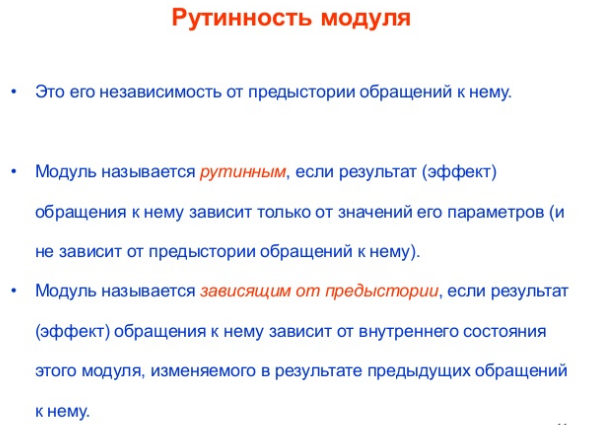 Рутинность модуля
• Это его независимость от предыстории обращений к нему.
• Модуль называется рутинным, если результат (эффект)
обращения к нему зависит только от значений его параметров (и
не зависит от предыстории обращений к нему).
• Модуль называется зависящим от предыстории, если результат
(эффект) обращения к нему зависит от внутреннего состояния
этого модуля, изменяемого в результате предыдущих обращений
к нему.